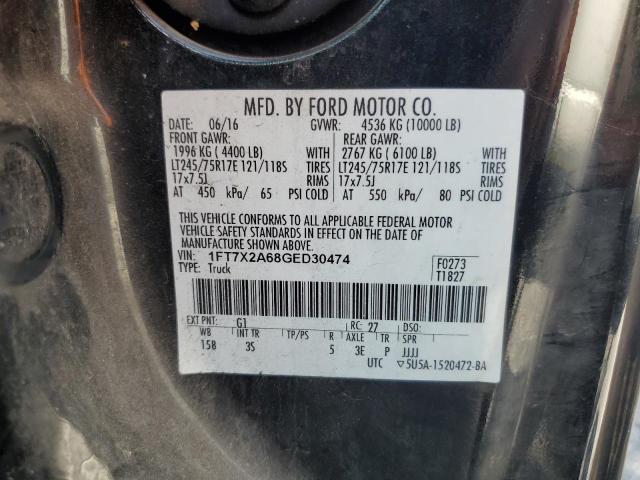 MFD. BY FORD MOTOR CO.
DATE: 06/16 GVWR: 4536 KG (10000 LB)
FRONT GAWR: REAR GAWR:
1996 KG ( 4400 LB) WITH 2767 KG ( 6100 LB) WITH
LT245/75R17E 121/118S TIRES LT245/75R17E 121/118S TIRES
17x7.5J RIMS 17x7.5J RIMS
AT 450 kPa/ 65 PSI COLD AT 550 kPa/ 80 PSI COLD
THIS VEHICLE CONFORMS TO ALL APPLICABLE FEDERAL MOTOR
VEHICLE SAFETY STANDARDS IN EFFECT ON THE DATE OF
MANUFACTURE SHOWN ABOVE.
VIN: 1FT7X2A68GED30474 F0273
TYPE: Truck T1827
EXT PNT: G1 RC: 27 DSO:
WB INT TR TP/PS R AXLE TR SPR
158 3S 5 3E P JJJJ
UTC ▽5U5A-1520472-BA